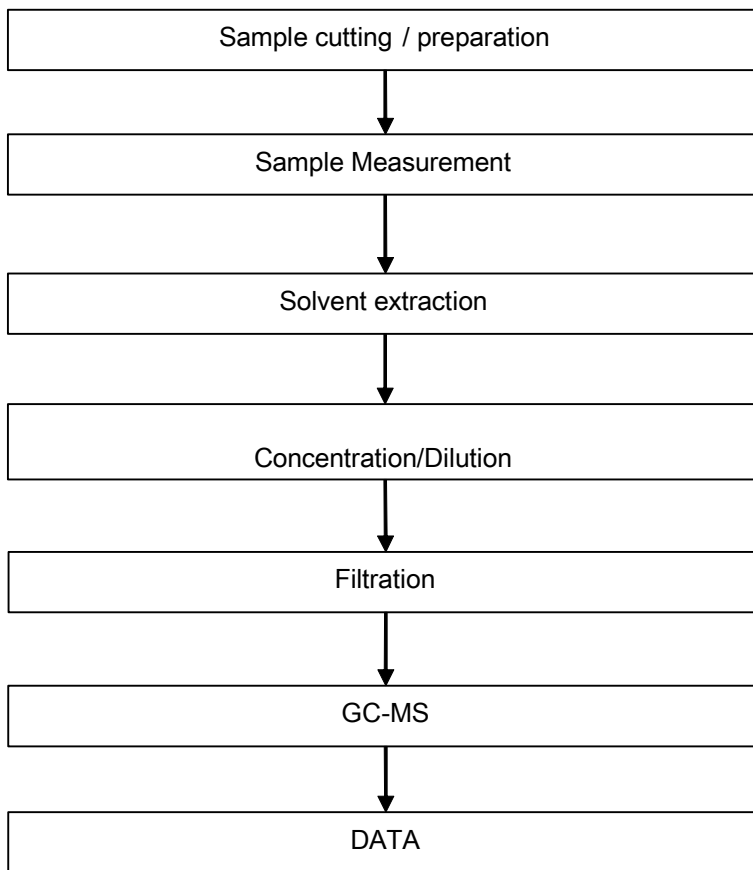 Sample cutting / preparation
Sample Measurement
Solvent extraction
Concentration/Dilution
Filtration
GC-MS
DATA